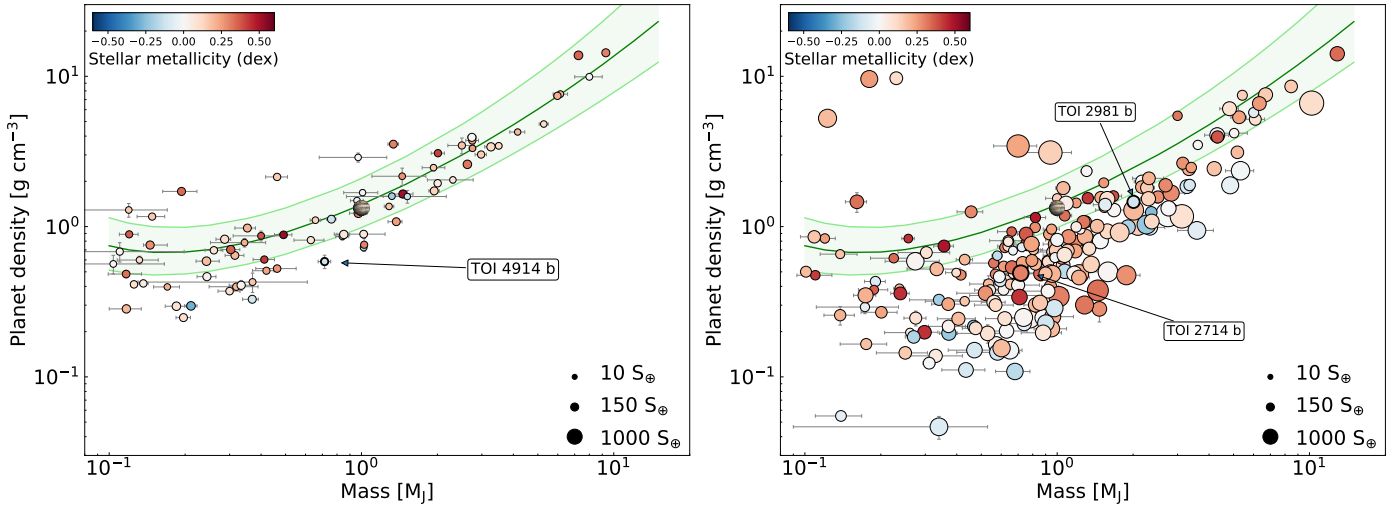 −0.50 −0.25 0.00 0.25 0.50
Stellar metallicity (dex)
Planet density [g cm⁻³]
10¹
10⁰
10⁻¹
TOI 4914 b
10 S⊕
150 S⊕
1000 S⊕
10⁻¹ 10⁰ 10¹
Mass [M_J]
−0.50 −0.25 0.00 0.25 0.50
Stellar metallicity (dex)
Planet density [g cm⁻³]
10¹
10⁰
10⁻¹
TOI 2981 b
TOI 2714 b
10 S⊕
150 S⊕
1000 S⊕
10⁻¹ 10⁰ 10¹
Mass [M_J]